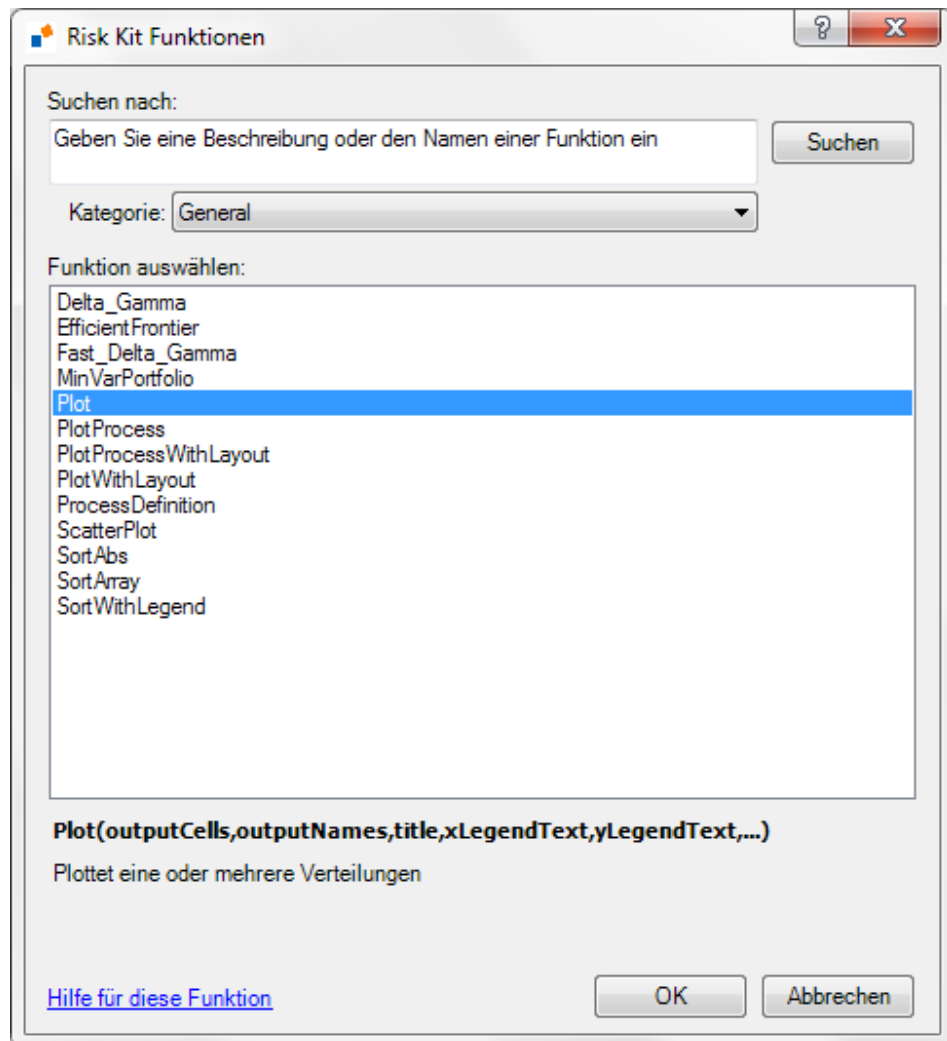 Risk Kit Funktionen
Suchen nach:
Geben Sie eine Beschreibung oder den Namen einer Funktion ein
Suchen
Kategorie: General
Funktion auswählen:
Delta_Gamma
EfficientFrontier
Fast_Delta_Gamma
MinVarPortfolio
Plot
PlotProcess
PlotProcessWithLayout
PlotWithLayout
ProcessDefinition
ScatterPlot
SortAbs
SortArray
SortWithLegend
Plot(outputCells,outputNames,title,xLegendText,yLegendText,...)
Plottet eine oder mehrere Verteilungen
Hilfe für diese Funktion
OK
Abbrechen